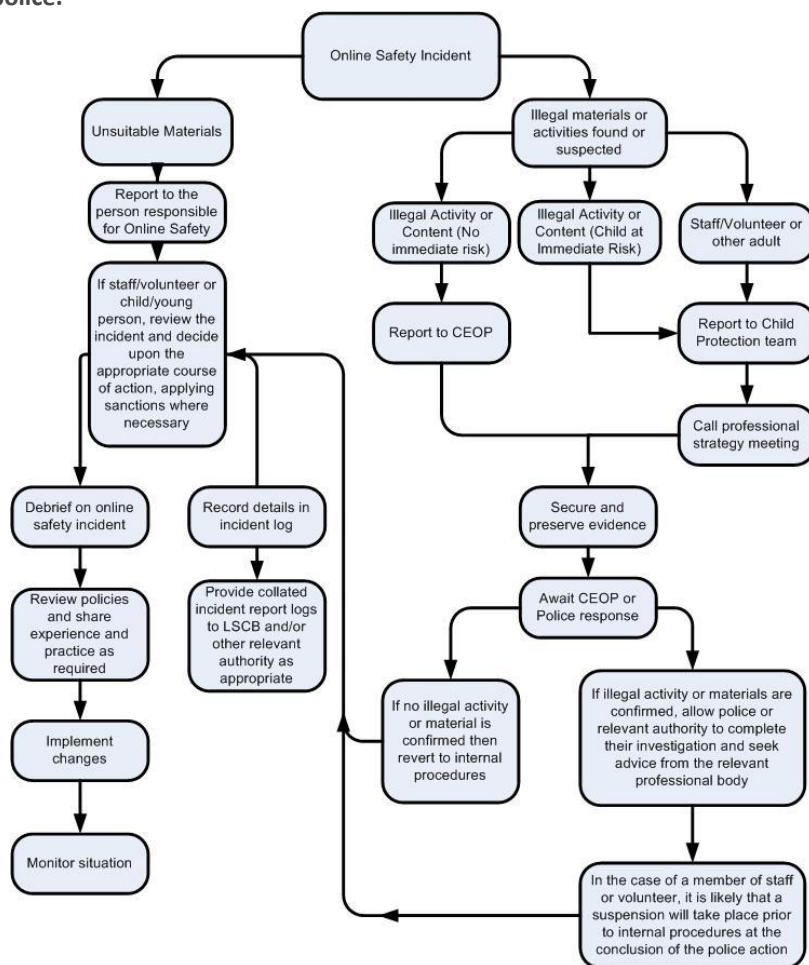 police.
Online Safety Incident
Unsuitable Materials
Report to the
person responsible
for Online Safety
If staff/volunteer or
child/young
person, review the
incident and decide
upon the
appropriate course
of action, applying
sanctions where
necessary
Debrief on online
safety incident
Review policies
and share
experience and
practice as
required
Implement
changes
Monitor situation
Record details in
incident log
Provide collated
incident report logs
to LSCB and/or
other relevant
authority as
appropriate
Illegal materials or
activities found or
suspected
Illegal Activity or
Content (No
immediate risk)
Illegal Activity or
Content (Child at
Immediate Risk)
Staff/Volunteer or
other adult
Report to CEOP
Report to Child
Protection team
Call professional
strategy meeting
Secure and
preserve evidence
Await CEOP or
Police response
If no illegal activity
or material is
confirmed then
revert to internal
procedures
If illegal activity or materials are
confirmed, allow police or
relevant authority to complete
their investigation and seek
advice from the relevant
professional body
In the case of a member of staff
or volunteer, it is likely that a
suspension will take place prior
to internal procedures at the
conclusion of the police action